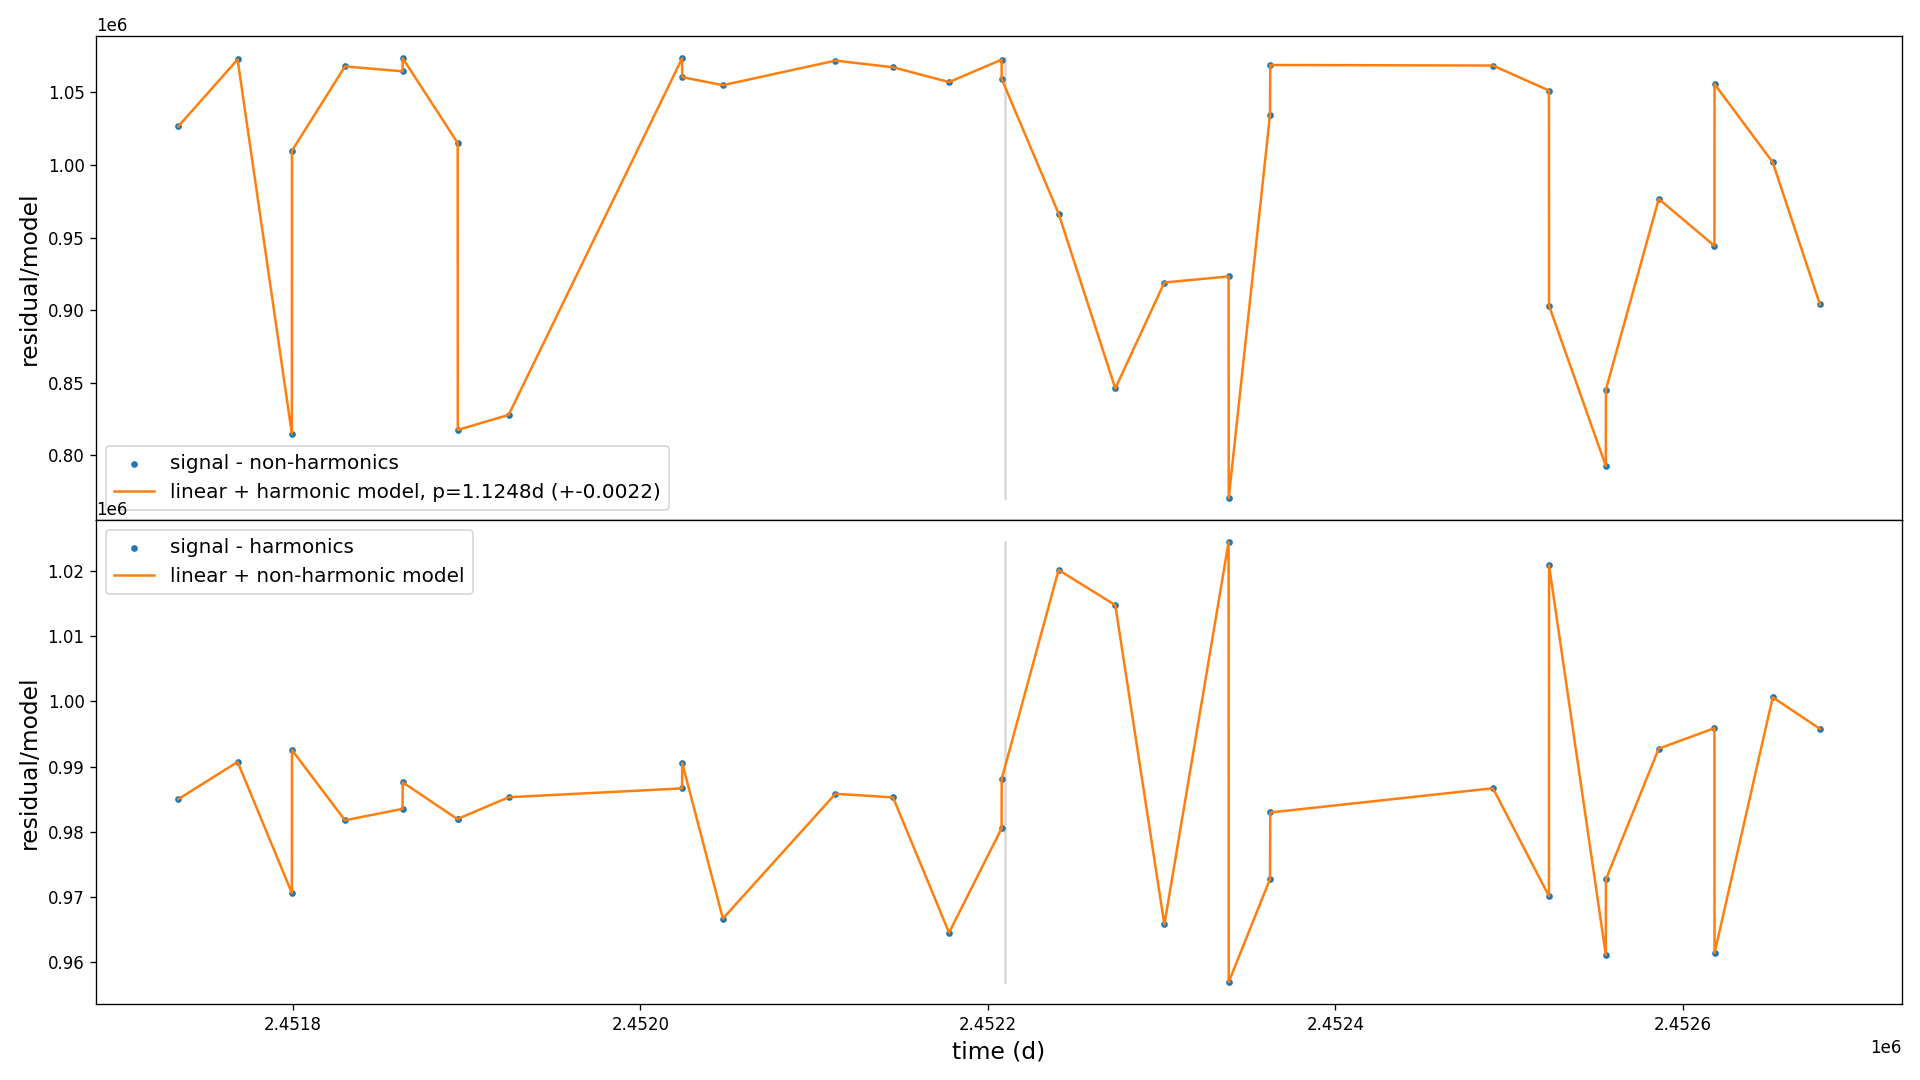 1e6
1.05
1.00
0.95
0.90
0.85
0.80
residual/model
signal - non-harmonics
linear + harmonic model, p=1.1248d (+-0.0022)
1e6
signal - harmonics
linear + non-harmonic model
1.02
1.01
1.00
0.99
0.98
0.97
0.96
residual/model
2.4518
2.4520
2.4522
2.4524
2.4526
time (d)
1e6